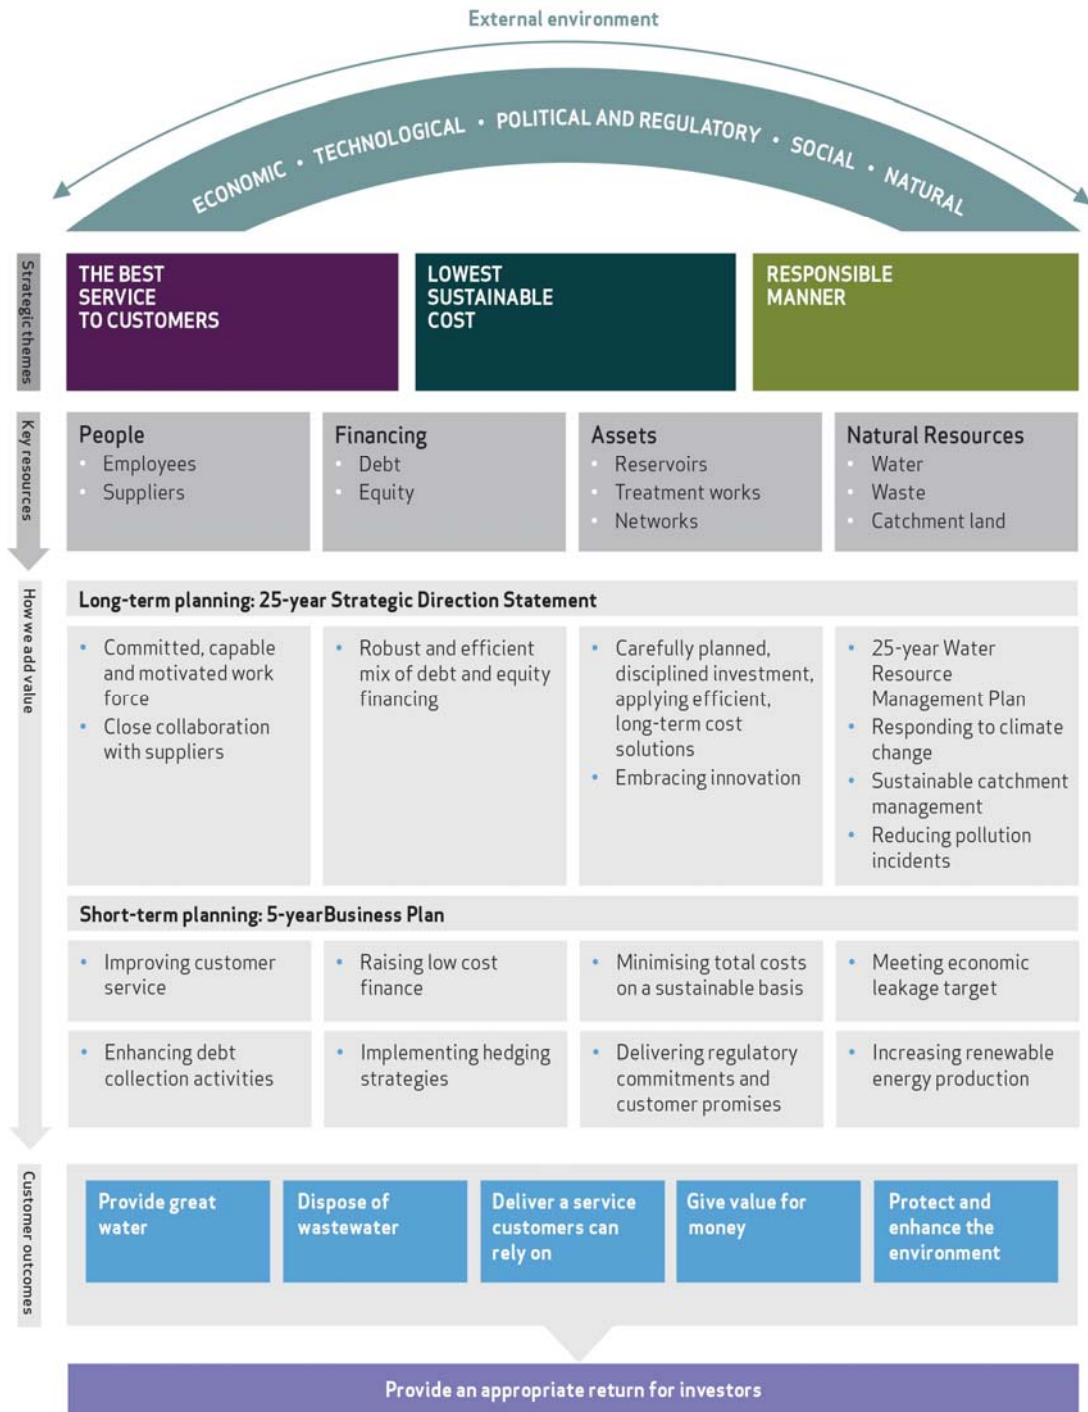 External environment
ECONOMIC • TECHNOLOGICAL • POLITICAL AND REGULATORY • SOCIAL • NATURAL
Strategic themes
THE BEST
SERVICE
TO CUSTOMERS
LOWEST
SUSTAINABLE
COST
RESPONSIBLE
MANNER
Key resources
People
• Employees
• Suppliers
Financing
• Debt
• Equity
Assets
• Reservoirs
• Treatment works
• Networks
Natural Resources
• Water
• Waste
• Catchment land
How we add value
Long-term planning: 25-year Strategic Direction Statement
• Committed, capable
and motivated work
force
• Close collaboration
with suppliers
• Robust and efficient
mix of debt and equity
financing
• Carefully planned,
disciplined investment,
applying efficient,
long-term cost
solutions
• Embracing innovation
• 25-year Water
Resource
Management Plan
• Responding to climate
change
• Sustainable catchment
management
• Reducing pollution
incidents
Short-term planning: 5-yearBusiness Plan
• Improving customer
service
• Raising low cost
finance
• Minimising total costs
on a sustainable basis
• Meeting economic
leakage target
• Enhancing debt
collection activities
• Implementing hedging
strategies
• Delivering regulatory
commitments and
customer promises
• Increasing renewable
energy production
Customer outcomes
Provide great
water
Dispose of
wastewater
Deliver a service
customers can
rely on
Give value for
money
Protect and
enhance the
environment
Provide an appropriate return for investors